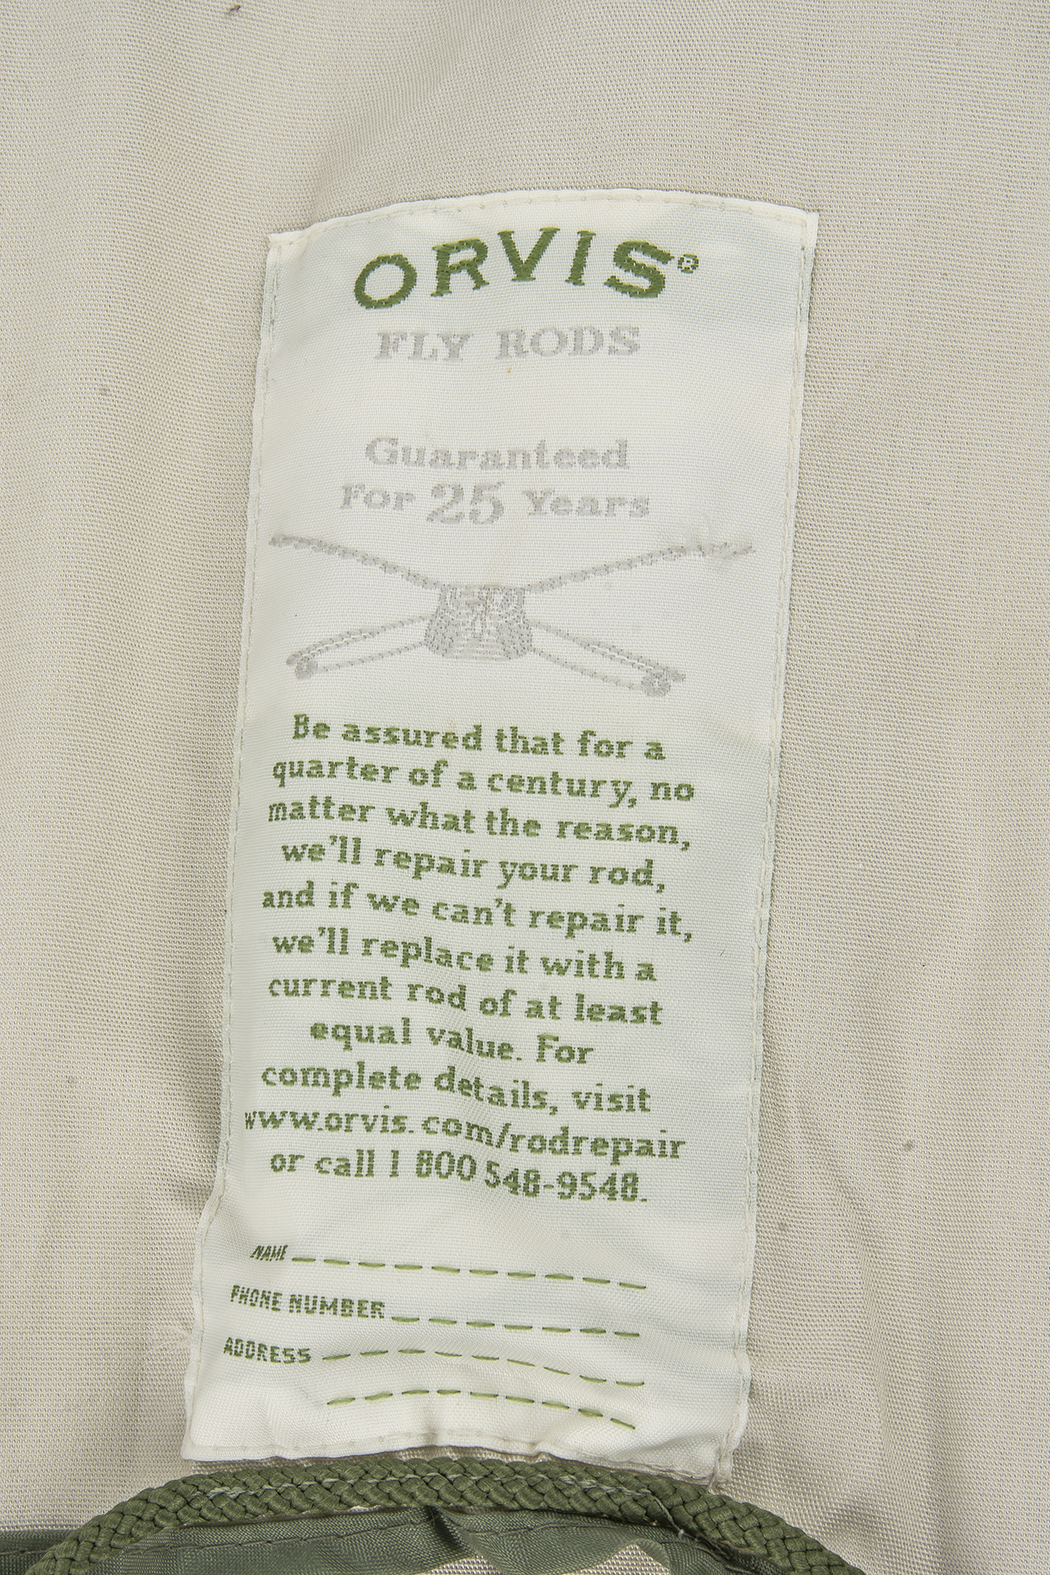 ORVIS®
FLY RODS
Guaranteed
For 25 Years
Be assured that for a
quarter of a century, no
matter what the reason,
we'll repair your rod,
and if we can't repair it,
we'll replace it with a
current rod of at least
equal value. For
complete details, visit
www.orvis.com/rodrepair
or call 1 800 548-9548.
NAME
PHONE NUMBER
ADDRESS